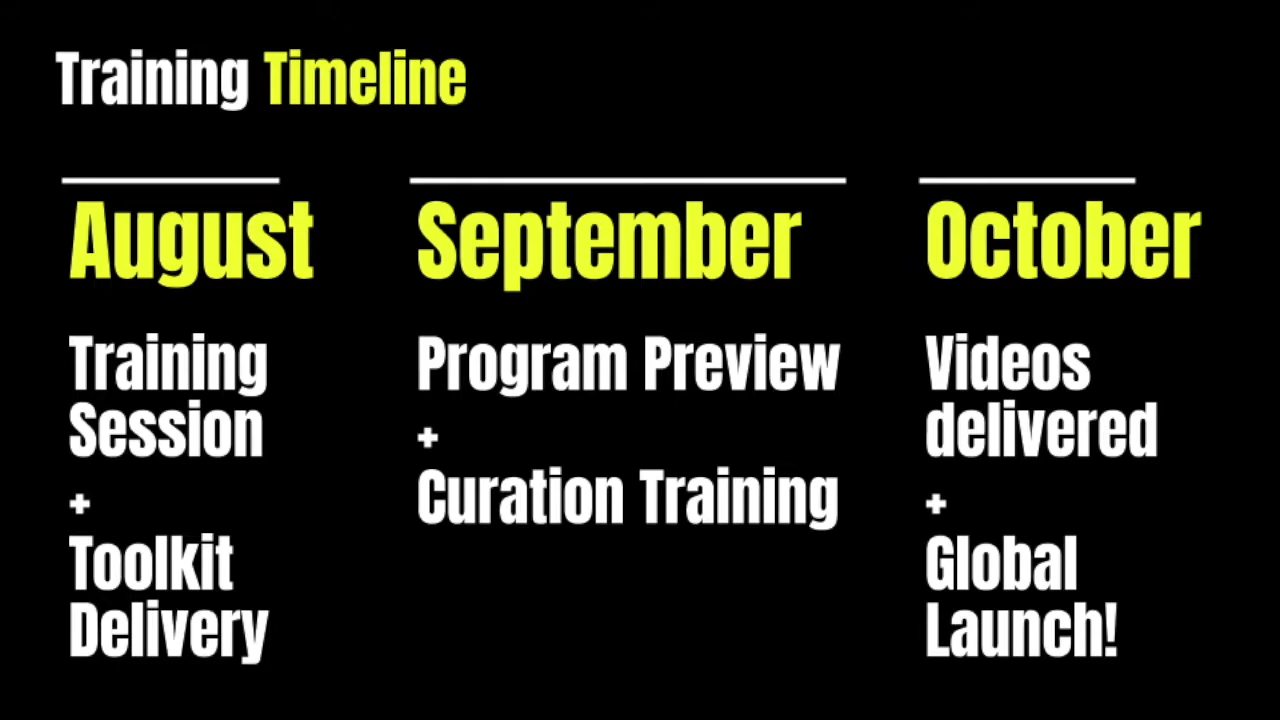 Training Timeline
August
Training
Session
+
Toolkit
Delivery
September
Program Preview
+
Curation Training
October
Videos
delivered
+
Global
Launch!